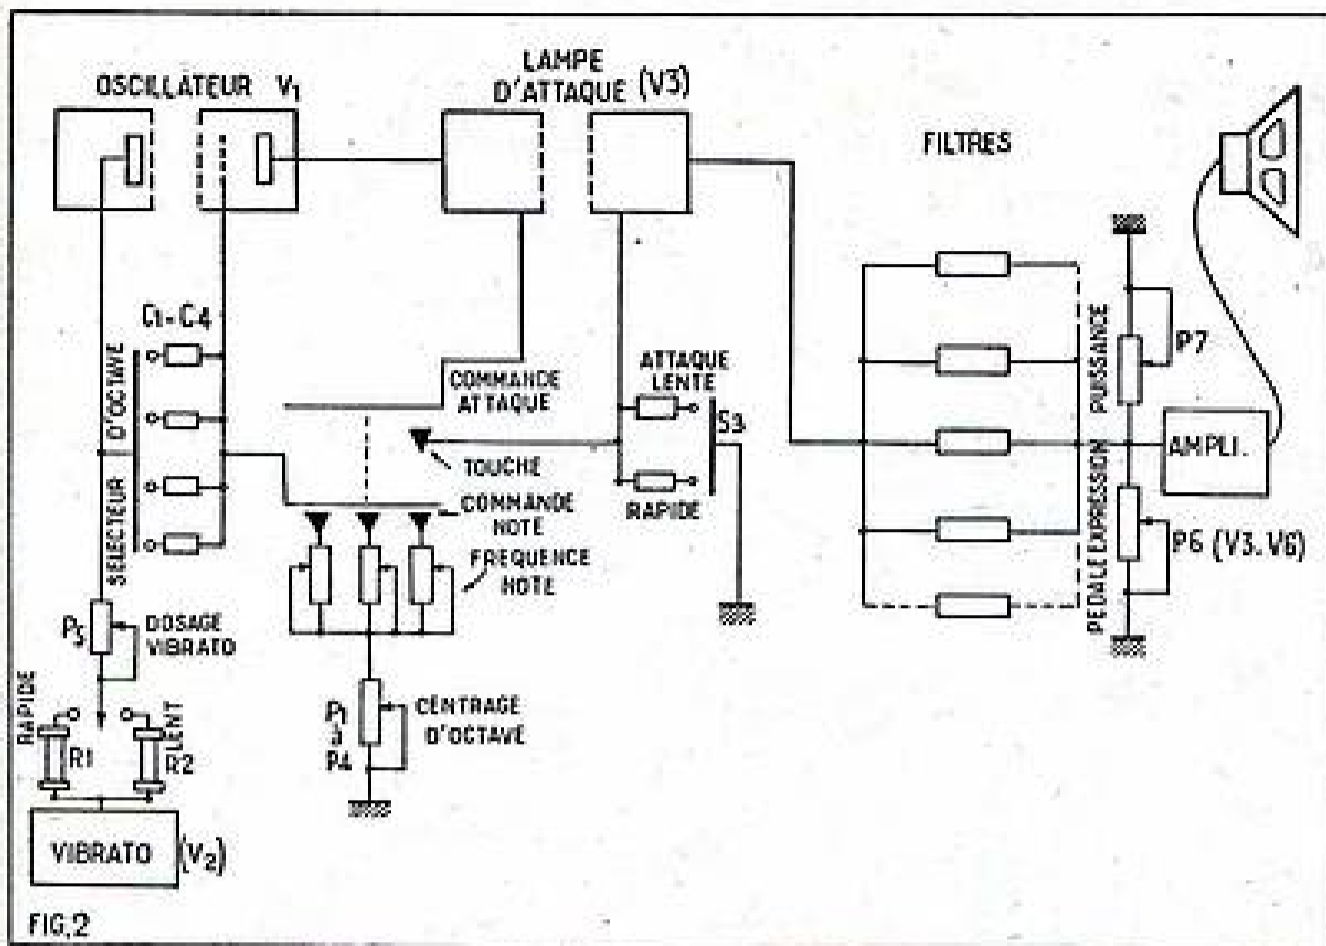 OSCILLATEUR V1
LAMPE
D'ATTAQUE (V3)
FILTRES
C1-C4
SELECTEUR D'OCTAVE
COMMANDE
ATTAQUE
TOUCHE
COMMANDE
NOTE
FREQUENCE
NOTE
ATTAQUE
LENTE
S3
RAPIDE
PUISSANCE
P7
AMPLI.
PEDALE EXPRESSION
P6 (V3. V6)
P5
DOSAGE
VIBRATO
RAPIDE
R1
LENT
R2
P1
à
P4
CENTRAGE
D'OCTAVE
VIBRATO (V2)
FIG.2